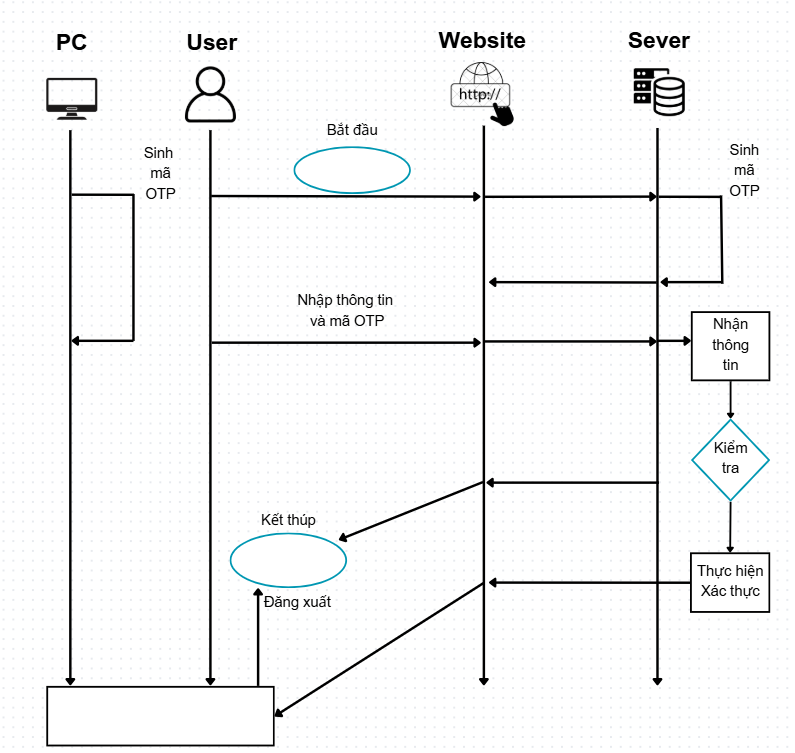 PC
User
Website
Sever
http://
Bắt đầu
Sinh
mã
OTP
Sinh
mã
OTP
Nhập thông tin
và mã OTP
Nhận
thông
tin
Kiểm
tra
Kết thúp
Thực hiện
Xác thực
Đăng xuất